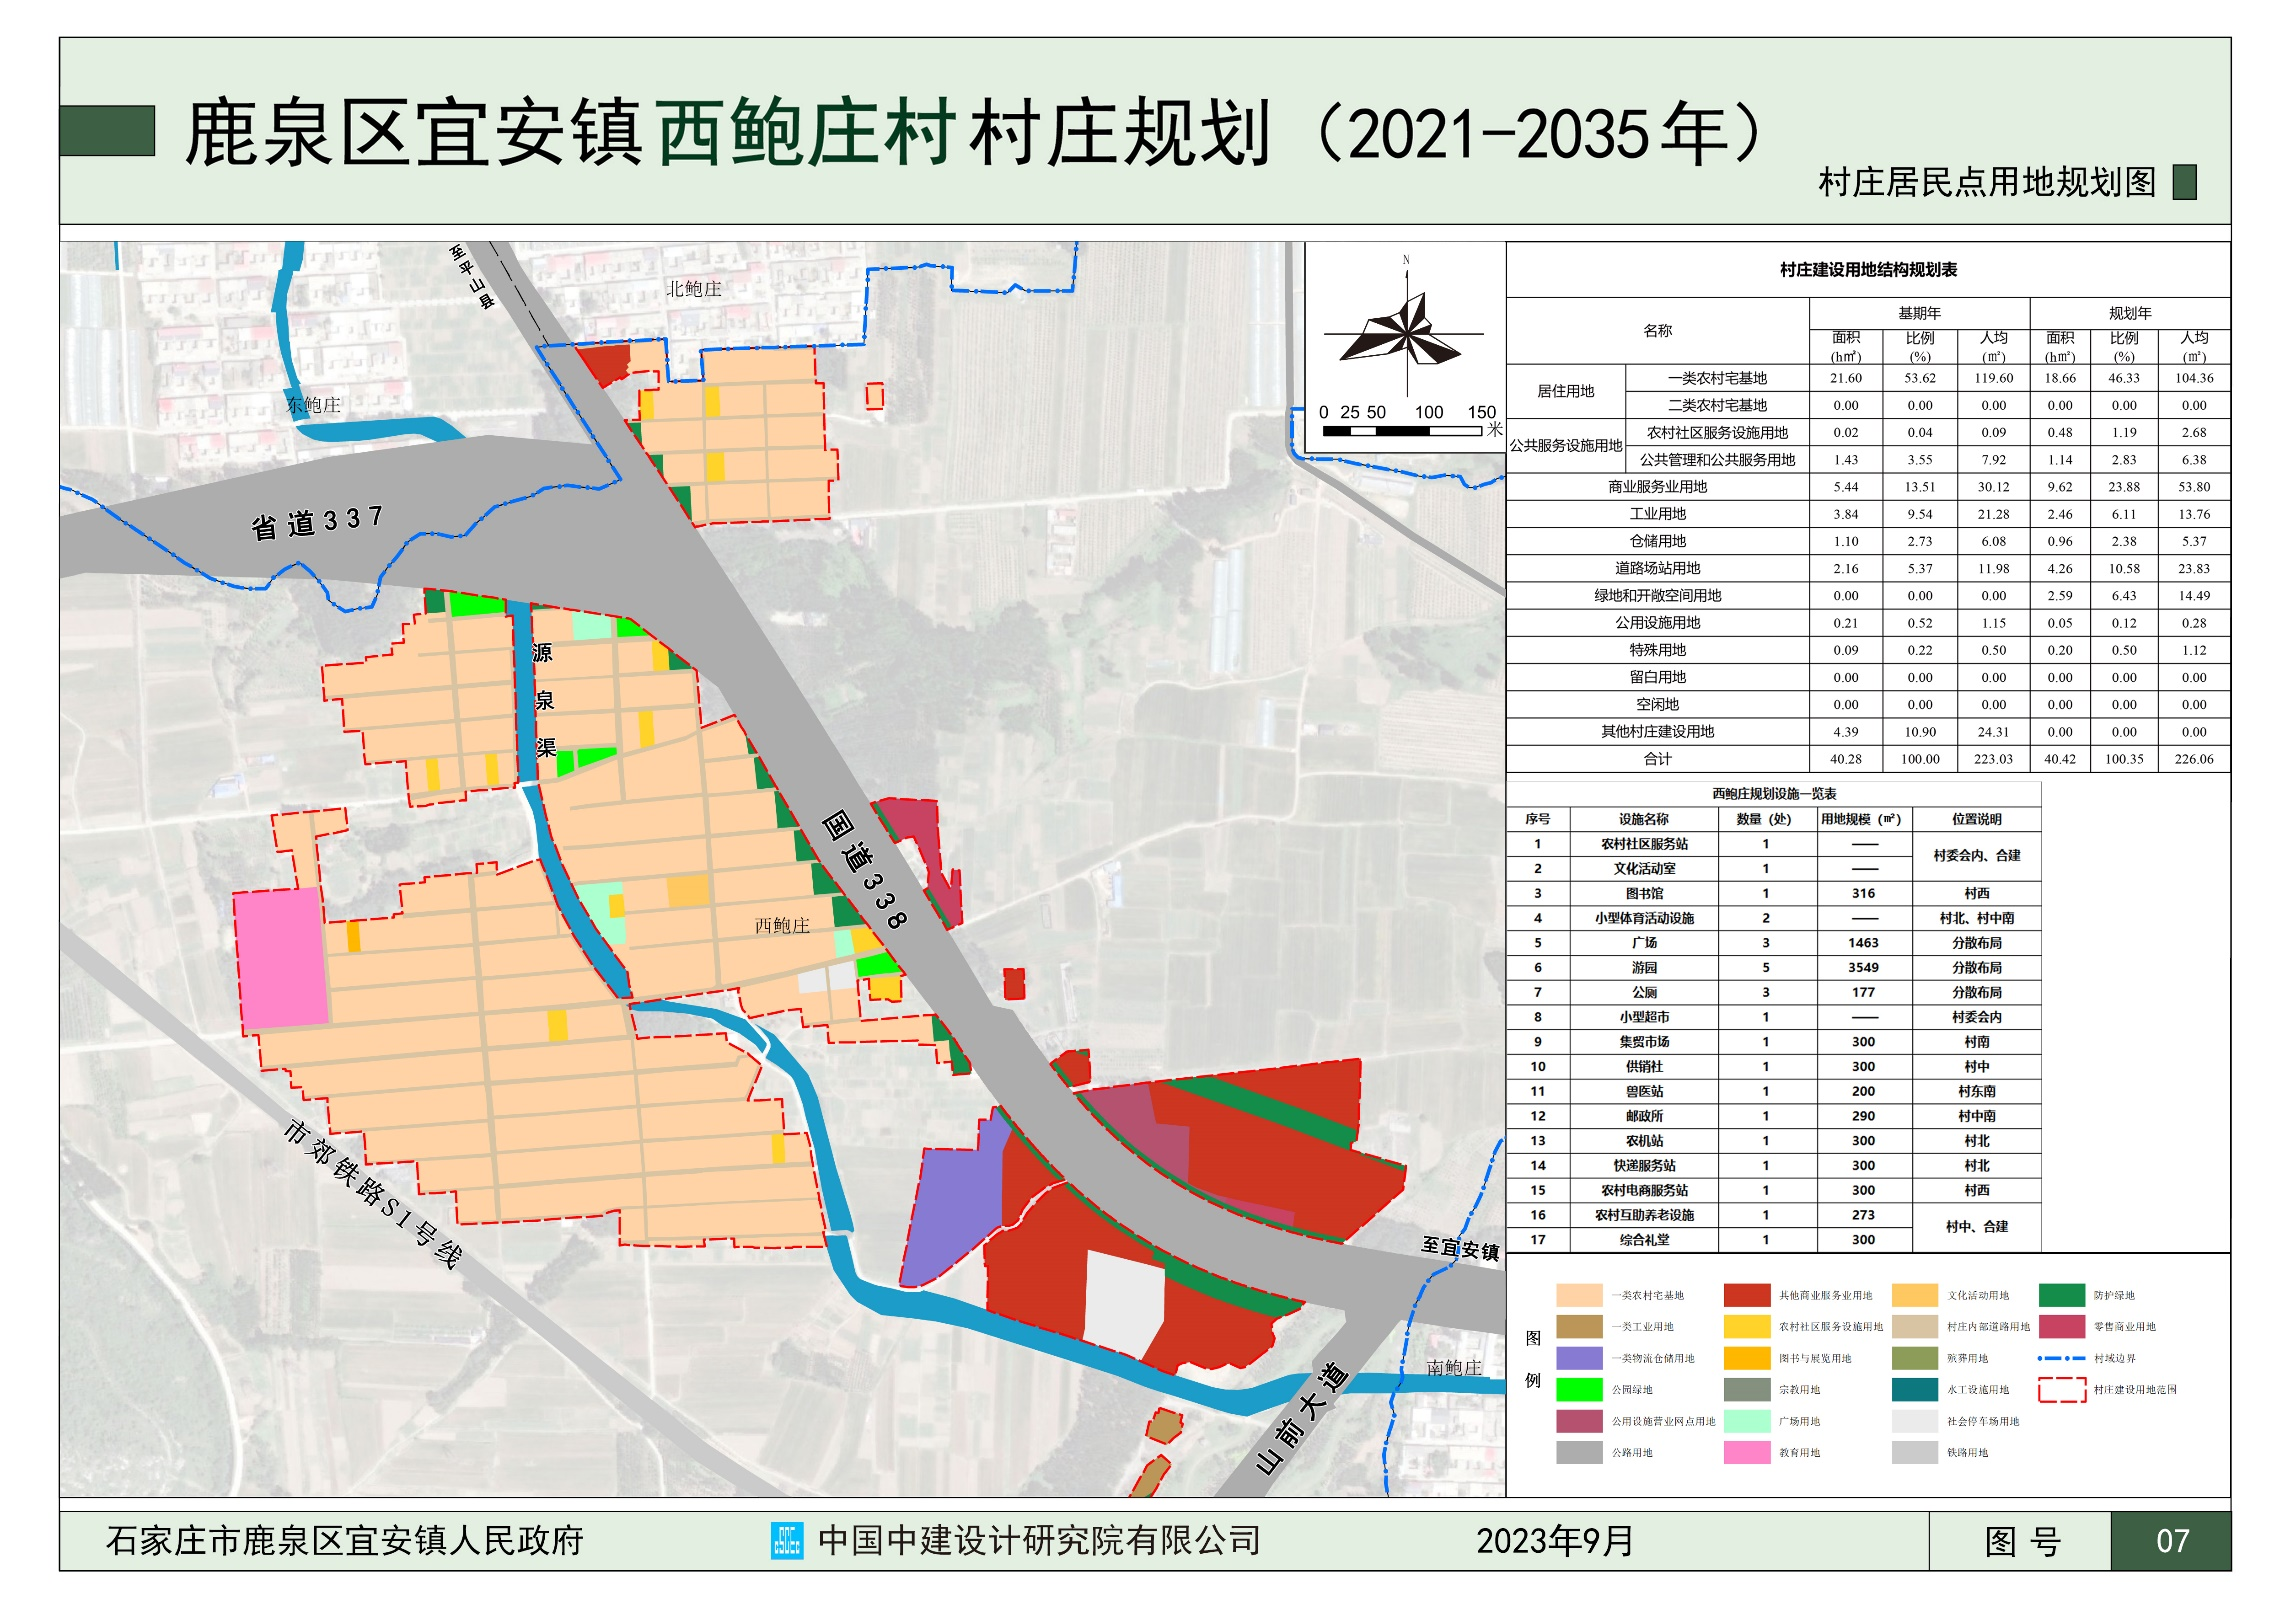 鹿泉区宜安镇西鲍庄村村庄规划（2021-2035年）
村庄居民点用地规划图
至平山县
北鲍庄
东鲍庄
省道337
源泉渠
国道338
西鲍庄
市郊铁路S1号线
至宜安镇
南鲍庄
山前大道
N
0 25 50 100 150 米
村庄建设用地结构规划表
名称 基期年 规划年
面积(h㎡) 比例(%) 人均(㎡) 面积(h㎡) 比例(%) 人均(㎡)
居住用地 一类农村宅基地 21.60 53.62 119.60 18.66 46.33 104.36
二类农村宅基地 0.00 0.00 0.00 0.00 0.00 0.00
公共服务设施用地 农村社区服务设施用地 0.02 0.04 0.09 0.48 1.19 2.68
公共管理和公共服务用地 1.43 3.55 7.92 1.14 2.83 6.38
商业服务业用地 5.44 13.51 30.12 9.62 23.88 53.80
工业用地 3.84 9.54 21.28 2.46 6.11 13.76
仓储用地 1.10 2.73 6.08 0.96 2.38 5.37
道路场站用地 2.16 5.37 11.98 4.26 10.58 23.83
绿地和开敞空间用地 0.00 0.00 0.00 2.59 6.43 14.49
公用设施用地 0.21 0.52 1.15 0.05 0.12 0.28
特殊用地 0.09 0.22 0.50 0.20 0.50 1.12
留白用地 0.00 0.00 0.00 0.00 0.00 0.00
空闲地 0.00 0.00 0.00 0.00 0.00 0.00
其他村庄建设用地 4.39 10.90 24.31 0.00 0.00 0.00
合计 40.28 100.00 223.03 40.42 100.35 226.06
西鲍庄规划设施一览表
序号 设施名称 数量（处） 用地规模（㎡） 位置说明
1 农村社区服务站 1 —— 村委会内、合建
2 文化活动室 1 ——
3 图书馆 1 316 村西
4 小型体育活动设施 2 —— 村北、村中南
5 广场 3 1463 分散布局
6 游园 5 3549 分散布局
7 公厕 3 177 分散布局
8 小型超市 1 —— 村委会内
9 集贸市场 1 300 村南
10 供销社 1 300 村中
11 兽医站 1 200 村东南
12 邮政所 1 290 村中南
13 农机站 1 300 村北
14 快递服务站 1 300 村北
15 农村电商服务站 1 300 村西
16 农村互助养老设施 1 273 村中、合建
17 综合礼堂 1 300
图例
一类农村宅基地 其他商业服务业用地 文化活动用地 防护绿地
一类工业用地 农村社区服务设施用地 村庄内部道路用地 零售商业用地
一类物流仓储用地 图书与展览用地 殡葬用地 村域边界
公园绿地 宗教用地 水工设施用地 村庄建设用地范围
公用设施营业网点用地 广场用地 社会停车场用地
公路用地 教育用地 铁路用地
石家庄市鹿泉区宜安镇人民政府 中国中建设计研究院有限公司 2023年9月 图号 07